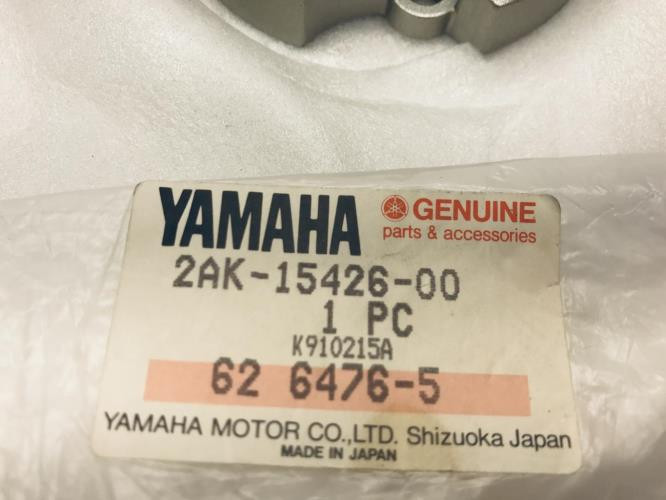 YAMAHA GENUINE
parts & accessories
2AK-15426-00
1 PC
K910215A
62 6476-5
YAMAHA MOTOR CO.,LTD. Shizuoka Japan
MADE IN JAPAN